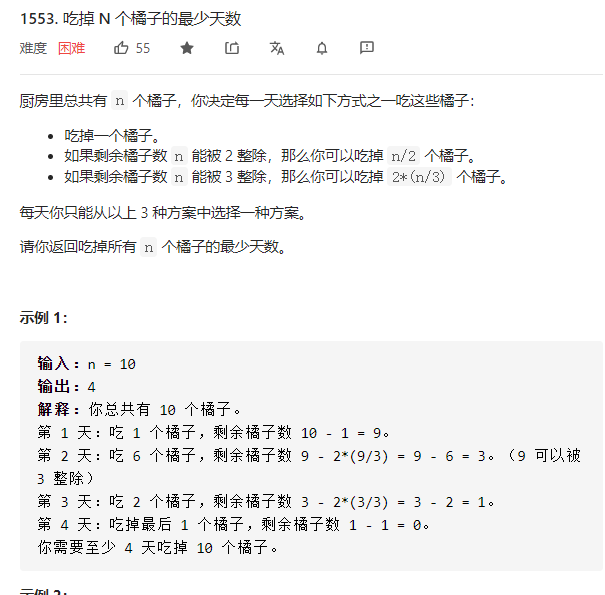 1553. 吃掉 N 个橘子的最少天数
难度 困难 55
厨房里总共有 n 个橘子，你决定每一天选择如下方式之一吃这些橘子：
吃掉一个橘子。
如果剩余橘子数 n 能被 2 整除，那么你可以吃掉 n/2 个橘子。
如果剩余橘子数 n 能被 3 整除，那么你可以吃掉 2*(n/3) 个橘子。
每天你只能从以上 3 种方案中选择一种方案。
请你返回吃掉所有 n 个橘子的最少天数。
示例 1：
输入：n = 10
输出：4
解释：你总共有 10 个橘子。
第 1 天：吃 1 个橘子，剩余橘子数 10 - 1 = 9。
第 2 天：吃 6 个橘子，剩余橘子数 9 - 2*(9/3) = 9 - 6 = 3。（9 可以被
3 整除）
第 3 天：吃 2 个橘子，剩余橘子数 3 - 2*(3/3) = 3 - 2 = 1。
第 4 天：吃掉最后 1 个橘子，剩余橘子数 1 - 1 = 0。
你需要至少 4 天吃掉 10 个橘子。
示例 2：